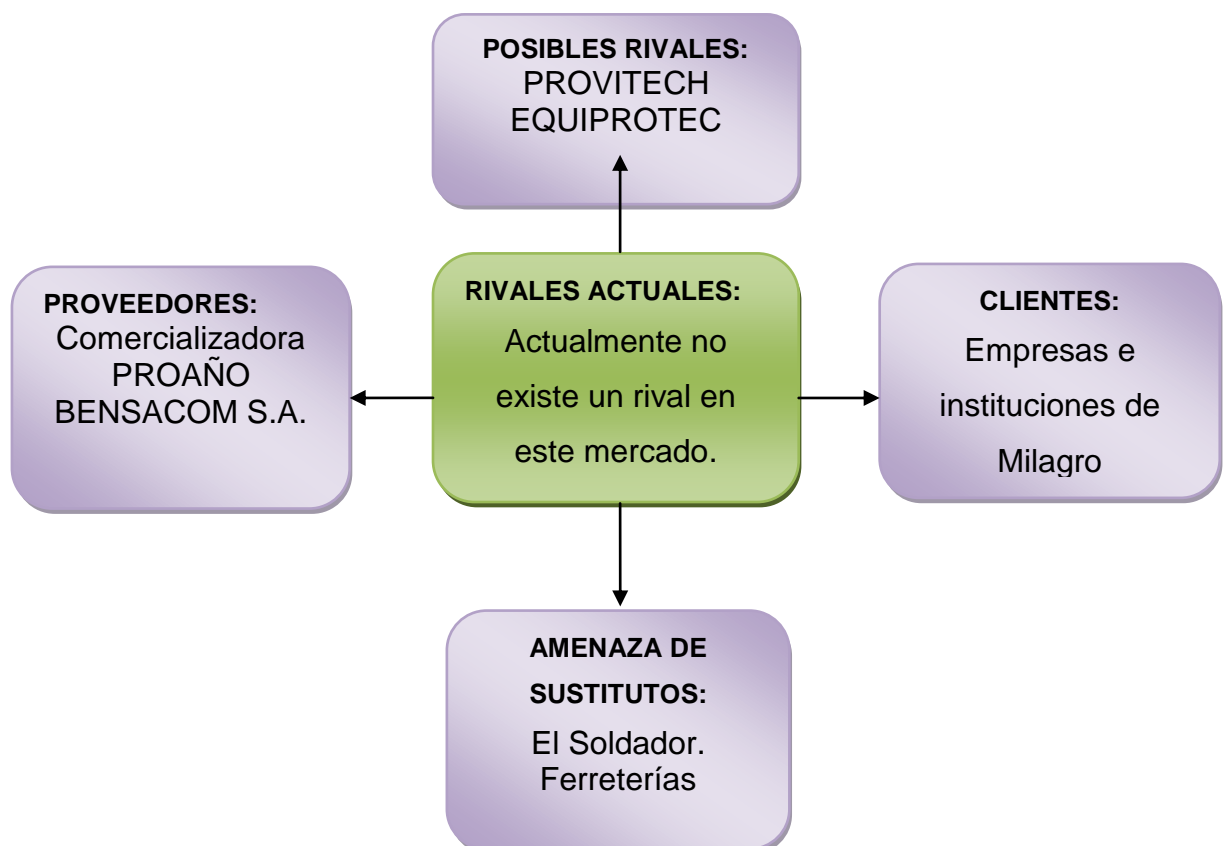 POSIBLES RIVALES:
PROVITECH
EQUIPROTEC
PROVEEDORES:
Comercializadora
PROAÑO
BENSACOM S.A.
RIVALES ACTUALES:
Actualmente no
existe un rival en
este mercado.
CLIENTES:
Empresas e
instituciones de
Milagro
AMENAZA DE
SUSTITUTOS:
El Soldador.
Ferreterías